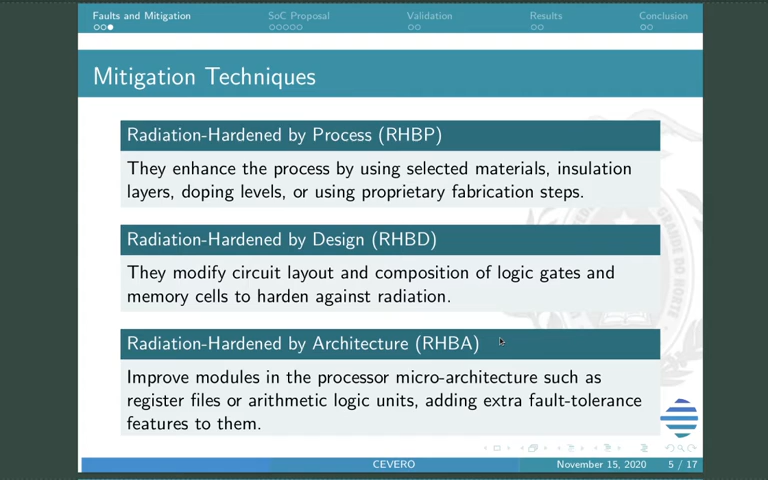 Faults and Mitigation SoC Proposal Validation Results Conclusion
Mitigation Techniques
Radiation-Hardened by Process (RHBP)
They enhance the process by using selected materials, insulation
layers, doping levels, or using proprietary fabrication steps.
Radiation-Hardened by Design (RHBD)
They modify circuit layout and composition of logic gates and
memory cells to harden against radiation.
Radiation-Hardened by Architecture (RHBA)
Improve modules in the processor micro-architecture such as
register files or arithmetic logic units, adding extra fault-tolerance
features to them.
CEVERO November 15, 2020 5 / 17